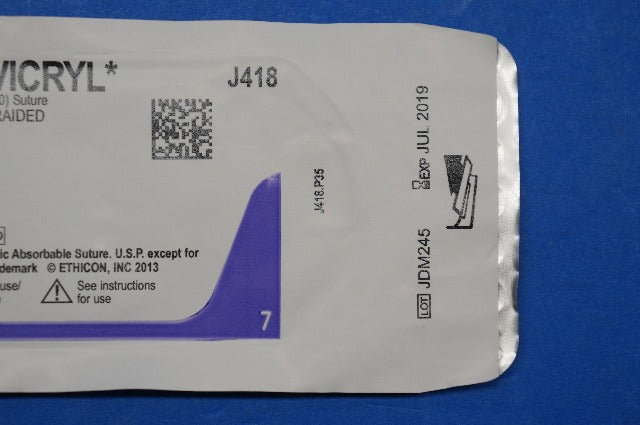 VICRYL*
J418
0) Suture
RAIDED
J418.P35
EXP JUL 2019
LOT JDM245
ic Absorbable Suture. U.S.P. except for
demark © ETHICON, INC 2013
use/
See instructions
for use
7